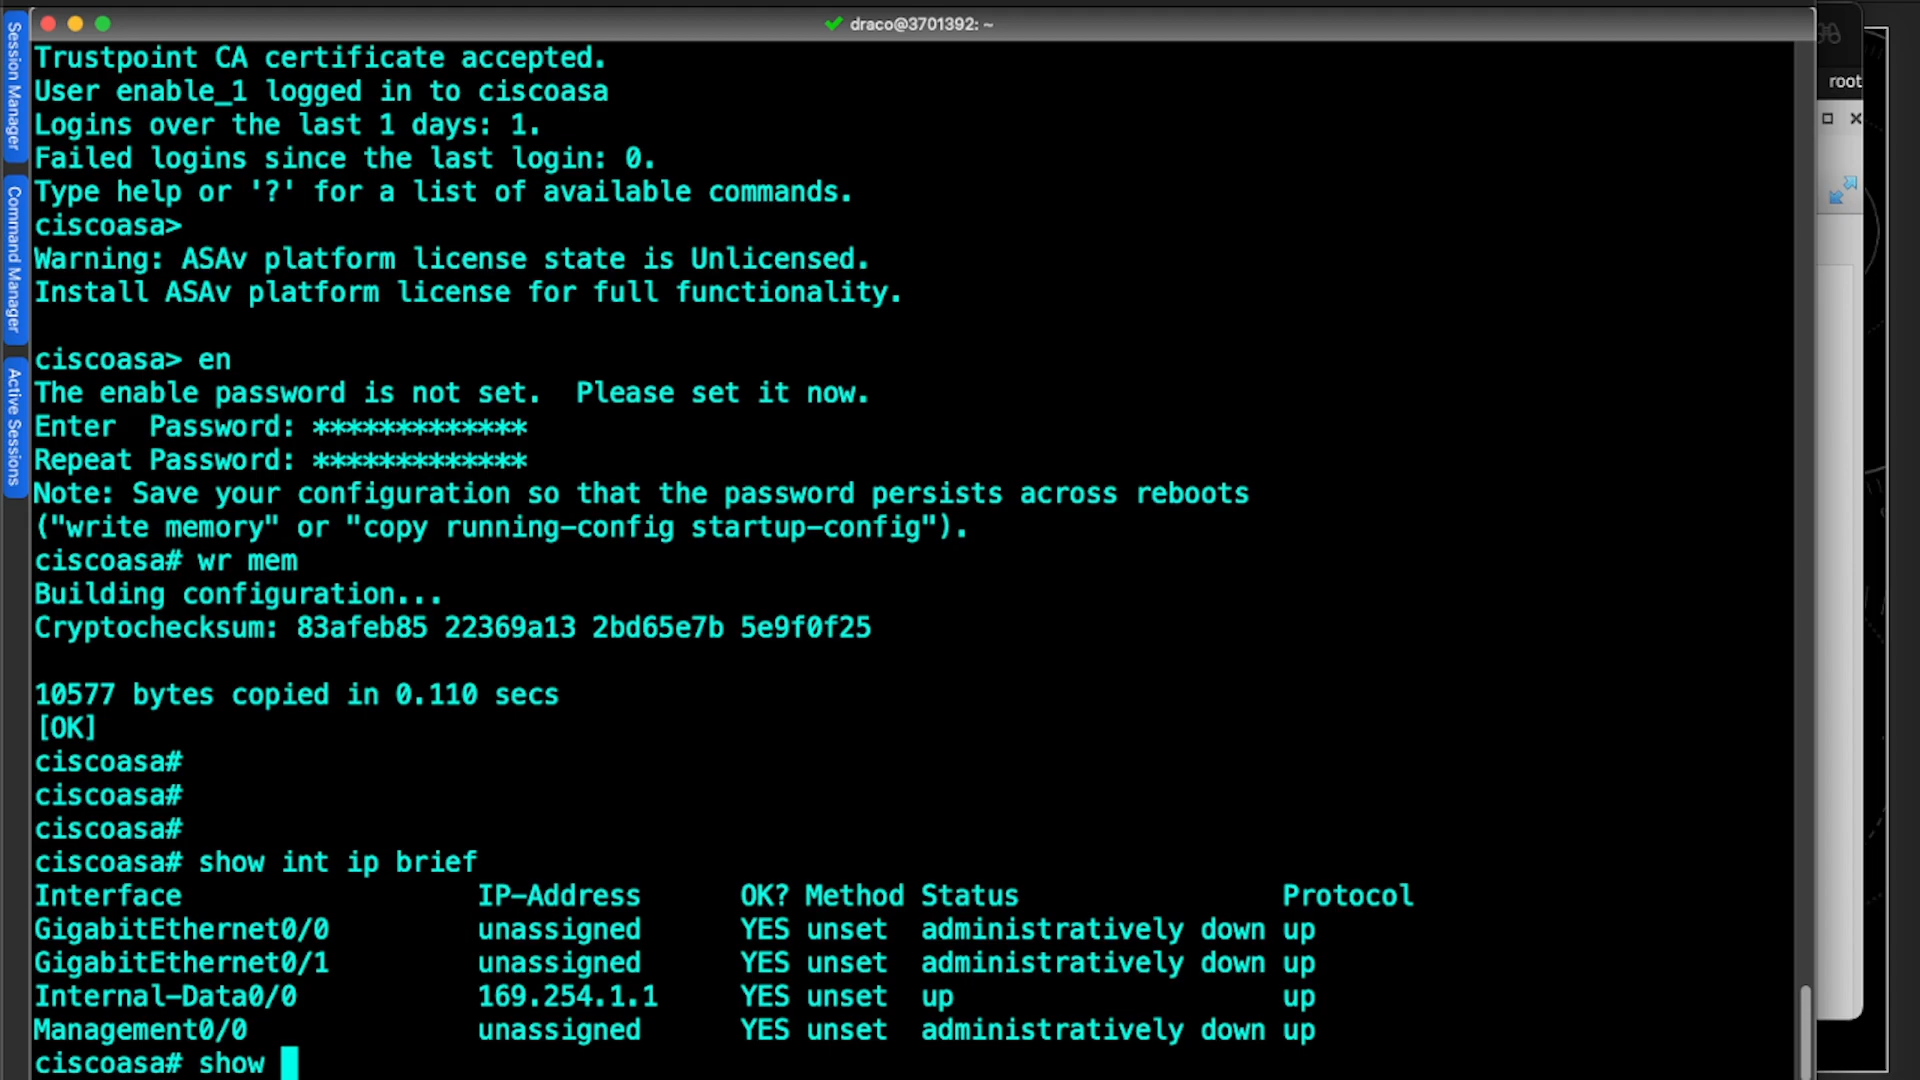 draco@3701392: ~
Session Manager
Command Manager
Active Sessions
root
Trustpoint CA certificate accepted.
User enable_1 logged in to ciscoasa
Logins over the last 1 days: 1.
Failed logins since the last login: 0.
Type help or '?' for a list of available commands.
ciscoasa>
Warning: ASAv platform license state is Unlicensed.
Install ASAv platform license for full functionality.
ciscoasa> en
The enable password is not set.  Please set it now.
Enter  Password: *************
Repeat Password: *************
Note: Save your configuration so that the password persists across reboots
("write memory" or "copy running-config startup-config").
ciscoasa# wr mem
Building configuration...
Cryptochecksum: 83afeb85 22369a13 2bd65e7b 5e9f0f25
10577 bytes copied in 0.110 secs
[OK]
ciscoasa#
ciscoasa#
ciscoasa#
ciscoasa# show int ip brief
Interface                  IP-Address      OK? Method Status                Protocol
GigabitEthernet0/0         unassigned      YES unset  administratively down up
GigabitEthernet0/1         unassigned      YES unset  administratively down up
Internal-Data0/0           169.254.1.1     YES unset  up                    up
Management0/0              unassigned      YES unset  administratively down up
ciscoasa# show